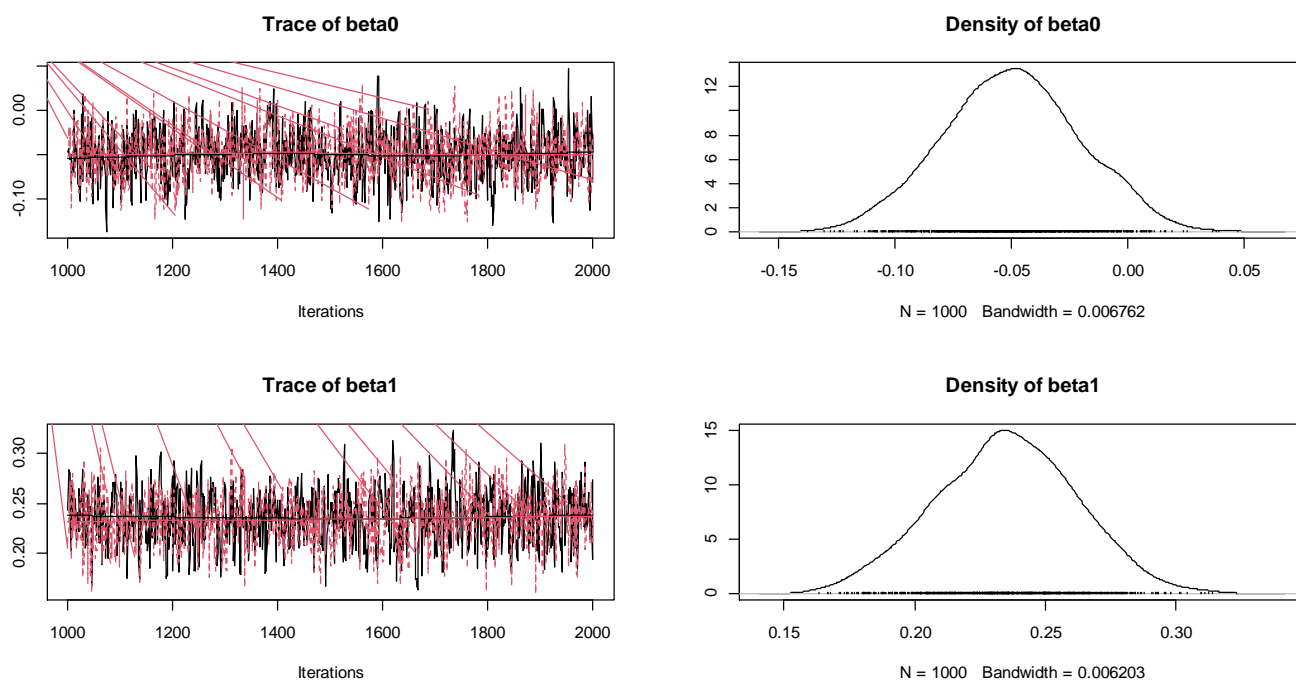 Trace of beta0
0.00
-0.10
1000 1200 1400 1600 1800 2000
Iterations
Density of beta0
0 2 4 6 8 10 14
-0.15 -0.10 -0.05 0.00 0.05
N = 1000 Bandwidth = 0.006762
Trace of beta1
0.30
0.25
0.20
1000 1200 1400 1600 1800 2000
Iterations
Density of beta1
15
10
5
0
0.15 0.20 0.25 0.30
N = 1000 Bandwidth = 0.006203